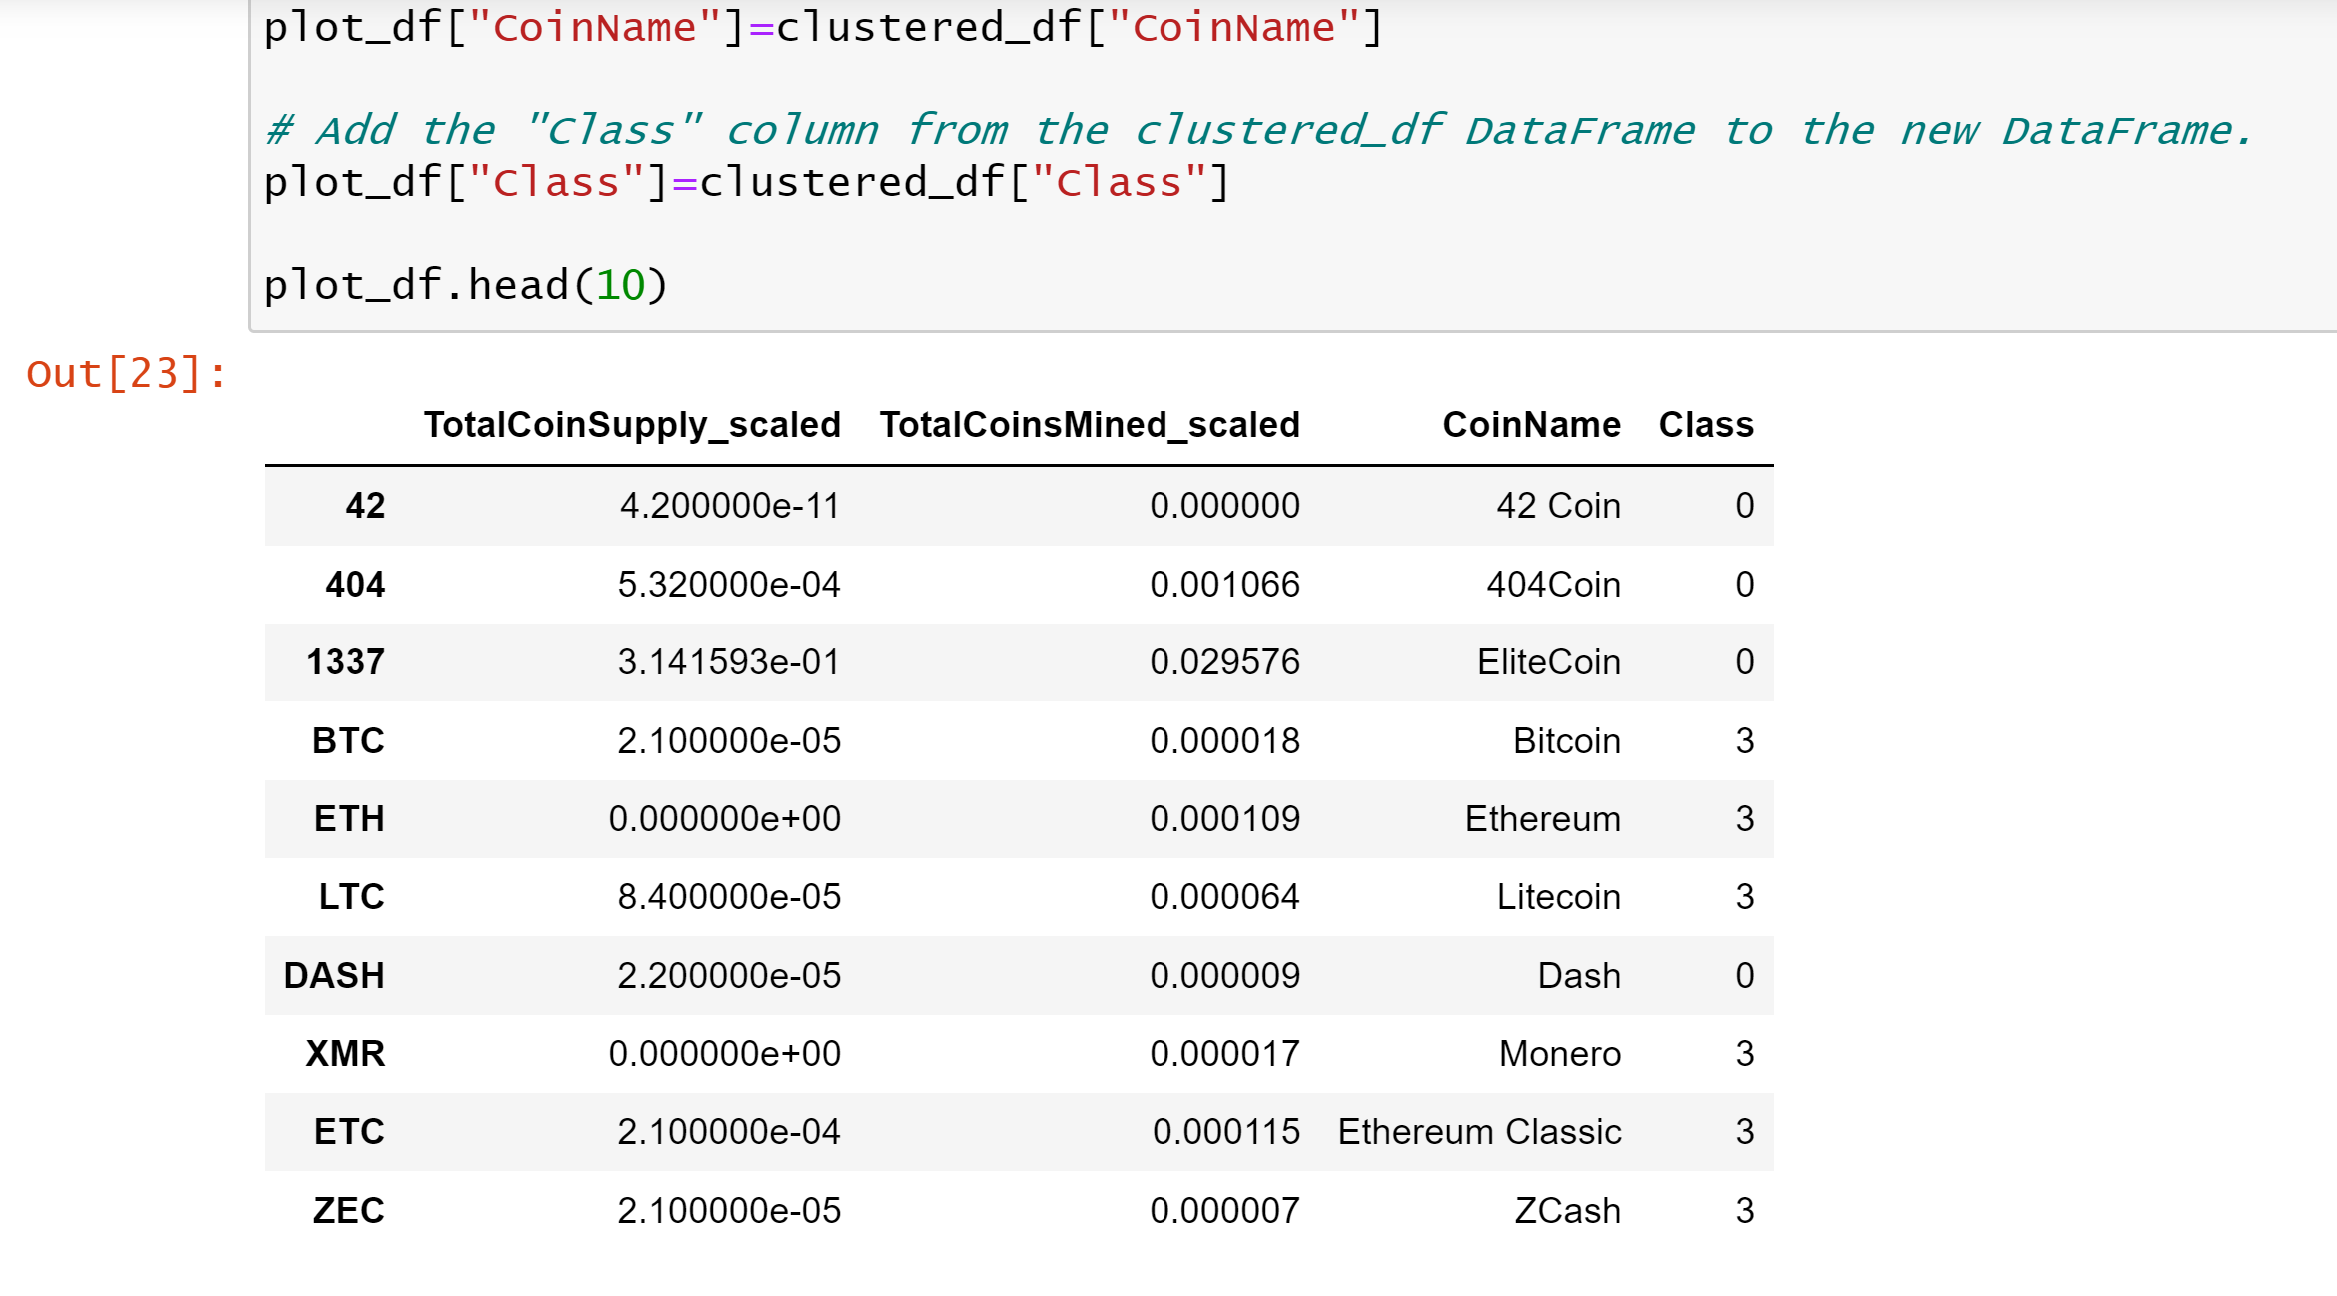 plot_df["CoinName"]=clustered_df["CoinName"]
# Add the "Class" column from the clustered_df DataFrame to the new DataFrame.
plot_df["Class"]=clustered_df["Class"]
plot_df.head(10)
Out[23]:
TotalCoinSupply_scaled TotalCoinsMined_scaled CoinName Class
42 4.200000e-11 0.000000 42 Coin 0
404 5.320000e-04 0.001066 404Coin 0
1337 3.141593e-01 0.029576 EliteCoin 0
BTC 2.100000e-05 0.000018 Bitcoin 3
ETH 0.000000e+00 0.000109 Ethereum 3
LTC 8.400000e-05 0.000064 Litecoin 3
DASH 2.200000e-05 0.000009 Dash 0
XMR 0.000000e+00 0.000017 Monero 3
ETC 2.100000e-04 0.000115 Ethereum Classic 3
ZEC 2.100000e-05 0.000007 ZCash 3